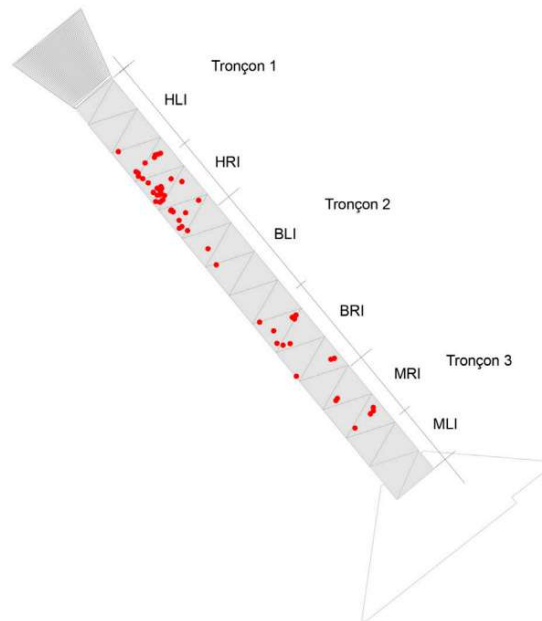 Tronçon 1
HLI
HRI
Tronçon 2
BLI
BRI
Tronçon 3
MRI
MLI